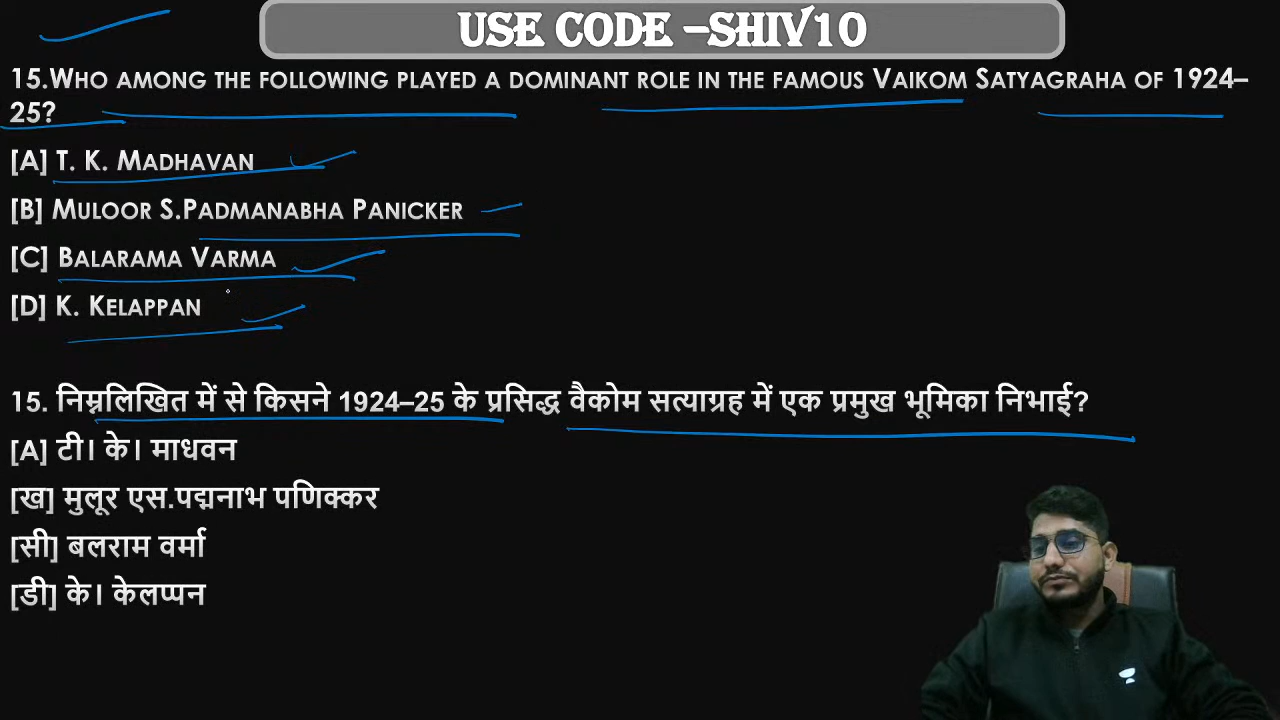 USE CODE –SHIV10
15.WHO AMONG THE FOLLOWING PLAYED A DOMINANT ROLE IN THE FAMOUS VAIKOM SATYAGRAHA OF 1924–
25?
[A] T. K. MADHAVAN
[B] MULOOR S.PADMANABHA PANICKER
[C] BALARAMA VARMA
[D] K. KELAPPAN
15. निम्नलिखित में से किसने 1924–25 के प्रसिद्ध वैकोम सत्याग्रह में एक प्रमुख भूमिका निभाई?
[A] टी। के। माधवन
[ख] मुलूर एस.पद्मनाभ पणिक्कर
[सी] बलराम वर्मा
[डी] के। केलप्पन